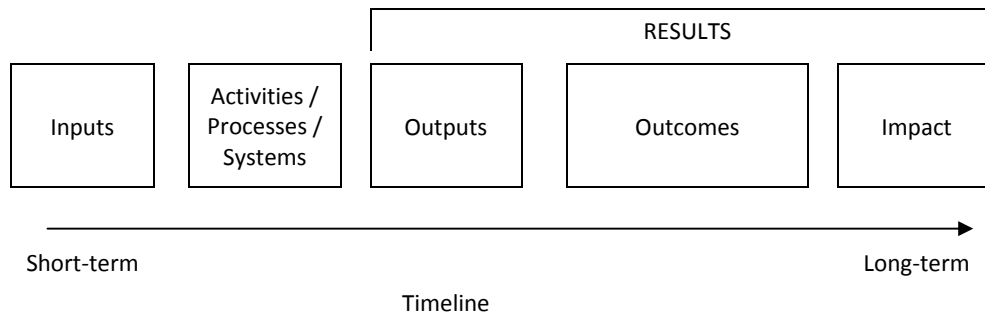 RESULTS
Inputs
Activities /
Processes /
Systems
Outputs
Outcomes
Impact
Short-term
Long-term
Timeline